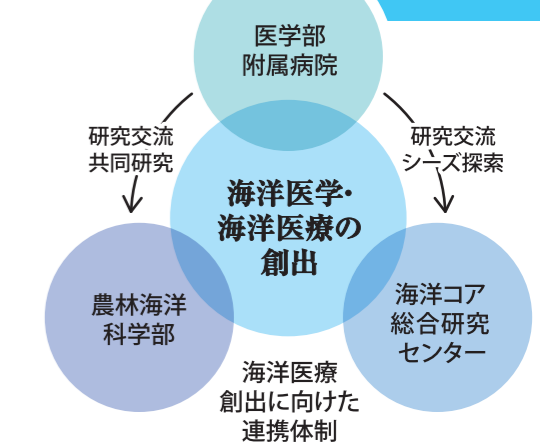 医学部
附属病院
研究交流
共同研究
研究交流
シーズ探索
海洋医学・
海洋医療の
創出
農林海洋
科学部
海洋コア
総合研究
センター
海洋医療
創出に向けた
連携体制